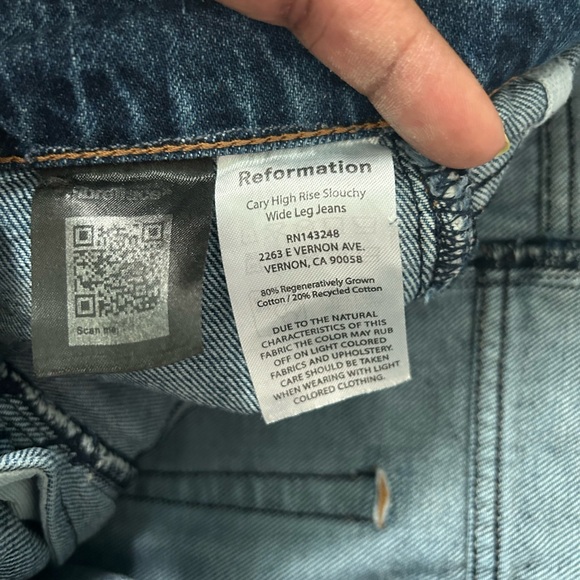 Scan me
Reformation
Cary High Rise Slouchy
Wide Leg Jeans
RN143248
2263 E VERNON AVE.
VERNON, CA 90058
80% Regeneratively Grown
Cotton / 20% Recycled Cotton
DUE TO THE NATURAL
CHARACTERISTICS OF THIS
FABRIC THE COLOR MAY RUB
OFF ON LIGHT COLORED
FABRICS AND UPHOLSTERY.
CARE SHOULD BE TAKEN
WHEN WEARING WITH LIGHT
COLORED CLOTHING.